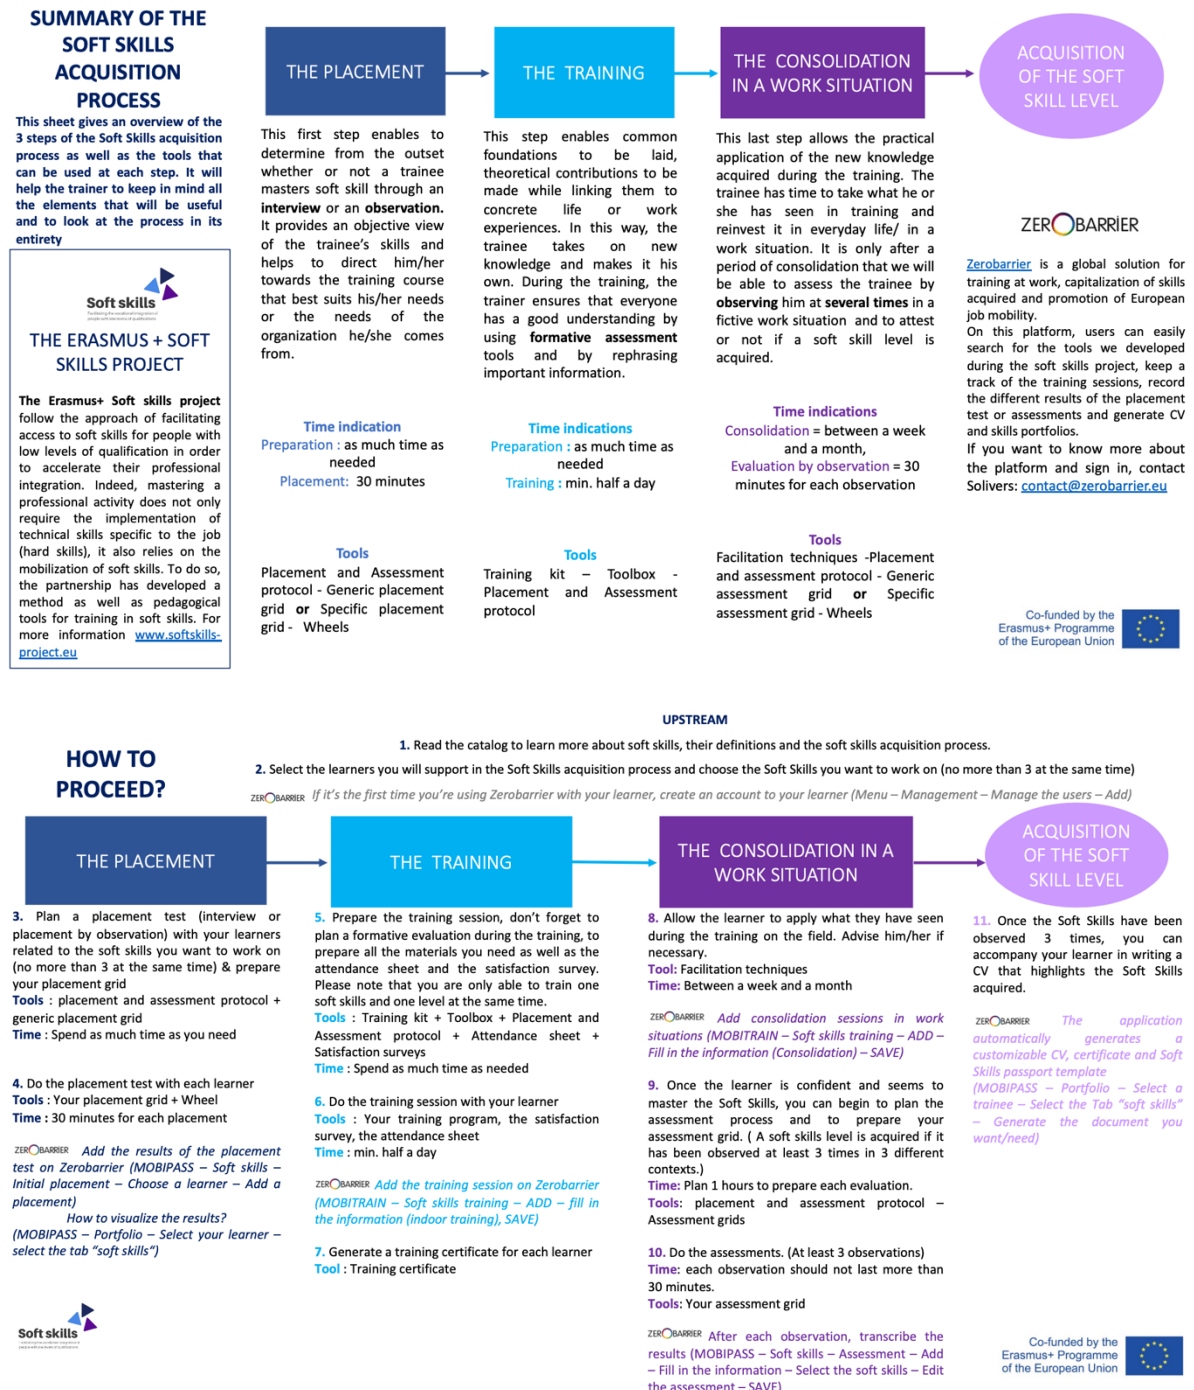 SUMMARY OF THE
SOFT SKILLS
ACQUISITION
PROCESS
This sheet gives an overview of the
3 steps of the Soft Skills acquisition
process as well as the tools that
can be used at each step. It will
help the trainer to keep in mind all
the elements that will be useful
and to look at the process in its
entirety
Soft skills
THE ERASMUS + SOFT
SKILLS PROJECT
The Erasmus+ Soft skills project
follow the approach of facilitating
access to soft skills for people with
low levels of qualification in order
to accelerate their professional
integration. Indeed, mastering a
professional activity does not only
require the implementation of
technical skills specific to the job
(hard skills), it also relies on the
mobilization of soft skills. To do so,
the partnership has developed a
method as well as pedagogical
tools for training in soft skills. For
more information www.softskills-
project.eu
THE PLACEMENT
This first step enables to
determine from the outset
whether or not a trainee
masters soft skill through an
interview or an observation.
It provides an objective view
of the trainee's skills and
helps to direct him/her
towards the training course
that best suits his/her needs
or the needs of the
organization he/she comes
from.
Time indication
Preparation : as much time as
needed
Placement: 30 minutes
Tools
Placement and Assessment
protocol - Generic placement
grid or Specific placement
grid - Wheels
THE TRAINING
This step enables common
foundations to be laid,
theoretical contributions to be
made while linking them to
concrete life or work
experiences. In this way, the
trainee takes on new
knowledge and makes it his
own. During the training, the
trainer ensures that everyone
has a good understanding by
using formative assessment
tools and by rephrasing
important information.
Time indications
Preparation : as much time as
needed
Training : min. half a day
Tools
Training kit – Toolbox -
Placement and Assessment
protocol
THE CONSOLIDATION
IN A WORK SITUATION
This last step allows the practical
application of the new knowledge
acquired during the training. The
trainee has time to take what he or
she has seen in training and
reinvest it in everyday life/ in a
work situation. It is only after a
period of consolidation that we will
be able to assess the trainee by
observing him at several times in a
fictive work situation and to attest
or not if a soft skill level is
acquired.
Time indications
Consolidation = between a week
and a month,
Evaluation by observation = 30
minutes for each observation
Tools
Facilitation techniques -Placement
and assessment protocol - Generic
assessment grid or Specific
assessment grid - Wheels
ACQUISITION
OF THE SOFT
SKILL LEVEL
ZEROBARRIER
Zerobarrier is a global solution for
training at work, capitalization of skills
acquired and promotion of European
job mobility.
On this platform, users can easily
search for the tools we developed
during the soft skills project, keep a
track of the training sessions, record
the different results of the placement
test or assessments and generate CV
and skills portfolios.
If you want to know more about
the platform and sign in, contact
Solivers: contact@zerobarrier.eu
Co-funded by the
Erasmus+ Programme
of the European Union
HOW TO
PROCEED?
UPSTREAM
1. Read the catalog to learn more about soft skills, their definitions and the soft skills acquisition process.
2. Select the learners you will support in the Soft Skills acquisition process and choose the Soft Skills you want to work on (no more than 3 at the same time)
ZEROBARRIER If it's the first time you're using Zerobarrier with your learner, create an account to your learner (Menu – Management – Manage the users – Add)
THE PLACEMENT
3. Plan a placement test (interview or
placement by observation) with your learners
related to the soft skills you want to work on
(no more than 3 at the same time) & prepare
your placement grid
Tools : placement and assessment protocol +
generic placement grid
Time : Spend as much time as you need
4. Do the placement test with each learner
Tools : Your placement grid + Wheel
Time : 30 minutes for each placement
ZEROBARRIER Add the results of the placement
test on Zerobarrier (MOBIPASS – Soft skills –
Initial placement – Choose a learner – Add a
placement)
How to visualize the results?
(MOBIPASS – Portfolio – Select your learner –
select the tab "soft skills")
Soft skills
THE TRAINING
5. Prepare the training session, don't forget to
plan a formative evaluation during the training, to
prepare all the materials you need as well as the
attendance sheet and the satisfaction survey.
Please note that you are only able to train one
soft skills and one level at the same time.
Tools : Training kit + Toolbox + Placement and
Assessment protocol + Attendance sheet +
Satisfaction surveys
Time : Spend as much time as needed
6. Do the training session with your learner
Tools : Your training program, the satisfaction
survey, the attendance sheet
Time : min. half a day
ZEROBARRIER Add the training session on Zerobarrier
(MOBITRAIN – Soft skills training – ADD – fill in
the information (indoor training), SAVE)
7. Generate a training certificate for each learner
Tool : Training certificate
THE CONSOLIDATION IN A
WORK SITUATION
8. Allow the learner to apply what they have seen
during the training on the field. Advise him/her if
necessary.
Tool: Facilitation techniques
Time: Between a week and a month
ZEROBARRIER Add consolidation sessions in work
situations (MOBITRAIN – Soft skills training – ADD –
Fill in the information (Consolidation) – SAVE)
9. Once the learner is confident and seems to
master the Soft Skills, you can begin to plan the
assessment process and to prepare your
assessment grid. ( A soft skills level is acquired if it
has been observed at least 3 times in 3 different
contexts.)
Time: Plan 1 hours to prepare each evaluation.
Tools: placement and assessment protocol –
Assessment grids
10. Do the assessments. (At least 3 observations)
Time: each observation should not last more than
30 minutes.
Tools: Your assessment grid
ZEROBARRIER After each observation, transcribe the
results (MOBIPASS – Soft skills – Assessment – Add
– Fill in the information – Select the soft skills – Edit
the assessment – SAVE)
ACQUISITION
OF THE SOFT
SKILL LEVEL
11. Once the Soft Skills have been
observed 3 times, you can
accompany your learner in writing a
CV that highlights the Soft Skills
acquired.
ZEROBARRIER The application
automatically generates a
customizable CV, certificate and Soft
Skills passport template
(MOBIPASS – Portfolio – Select a
trainee – Select the Tab "soft skills"
– Generate the document you
want/need)
Co-funded by the
Erasmus+ Programme
of the European Union